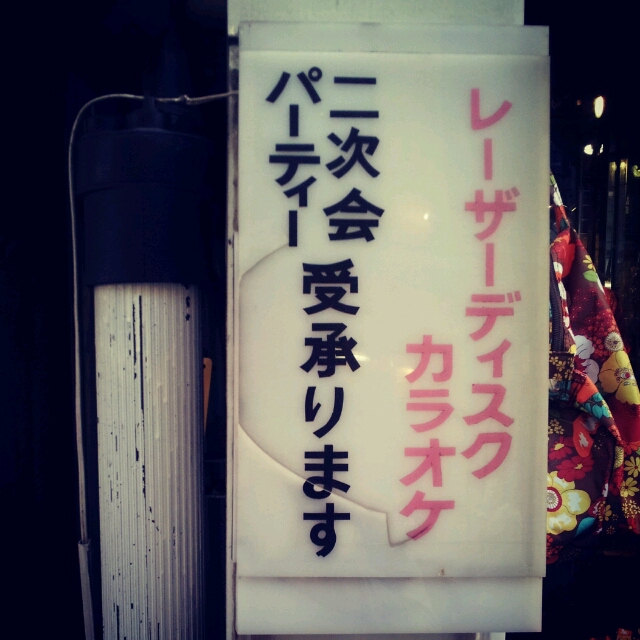 レーザーディスク
カラオケ
二次会
パーティー
受承ります